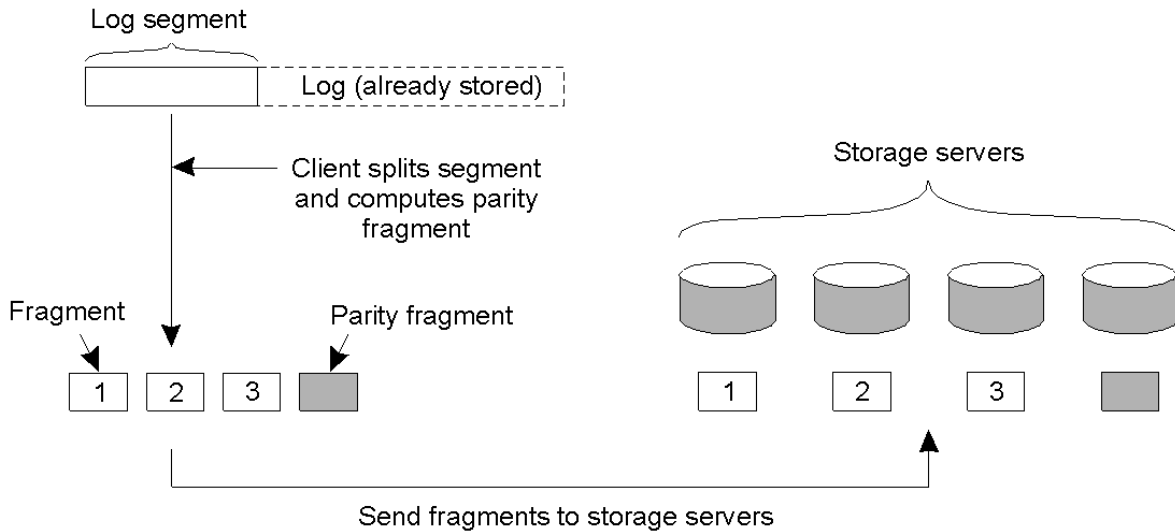 Log segment
Log (already stored)
Client splits segment
and computes parity
fragment
Storage servers
Fragment
Parity fragment
1 2 3
1 2 3
Send fragments to storage servers